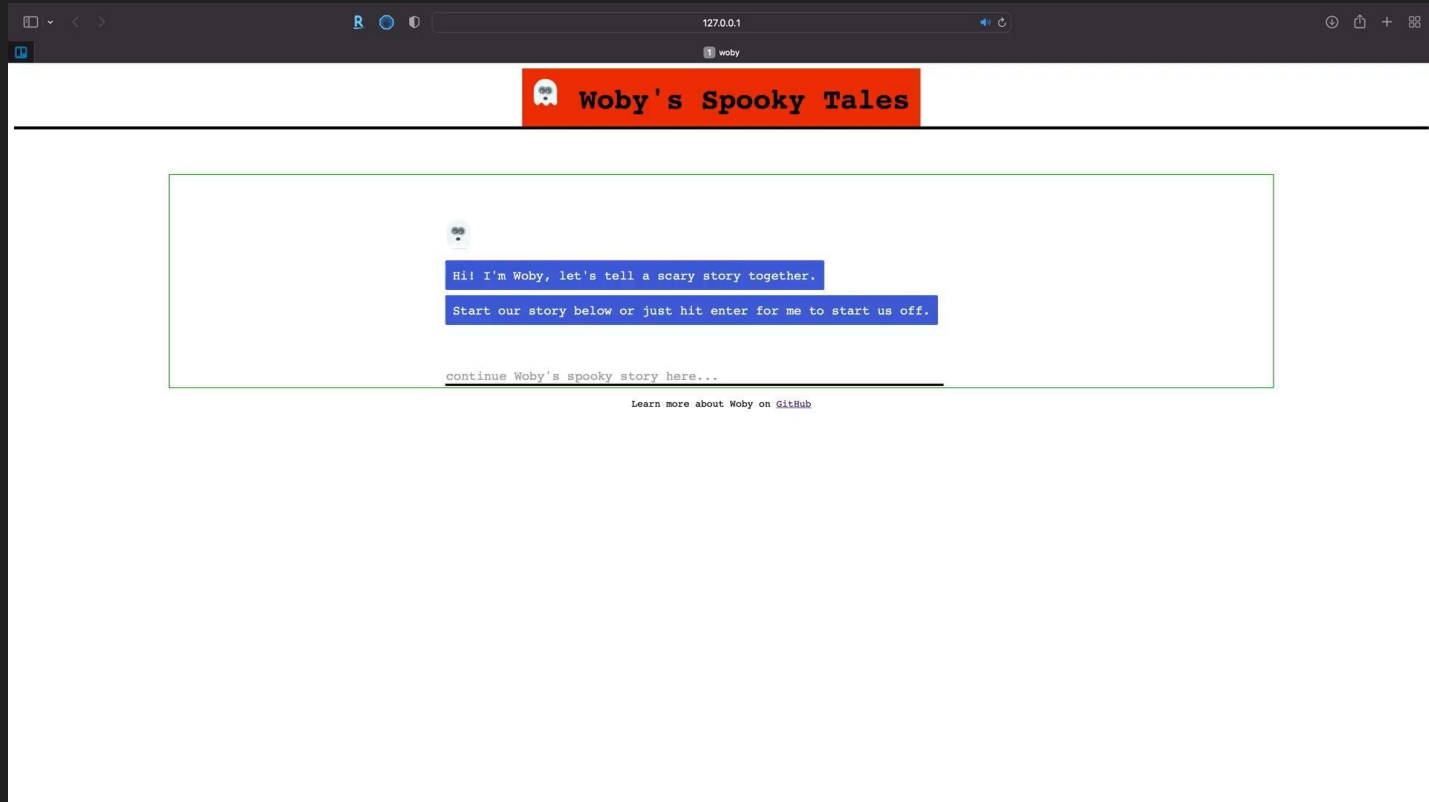 127.0.0.1
1 woby
Woby's Spooky Tales
Hi! I'm Woby, let's tell a scary story together.
Start our story below or just hit enter for me to start us off.
continue Woby's spooky story here...
Learn more about Woby on GitHub